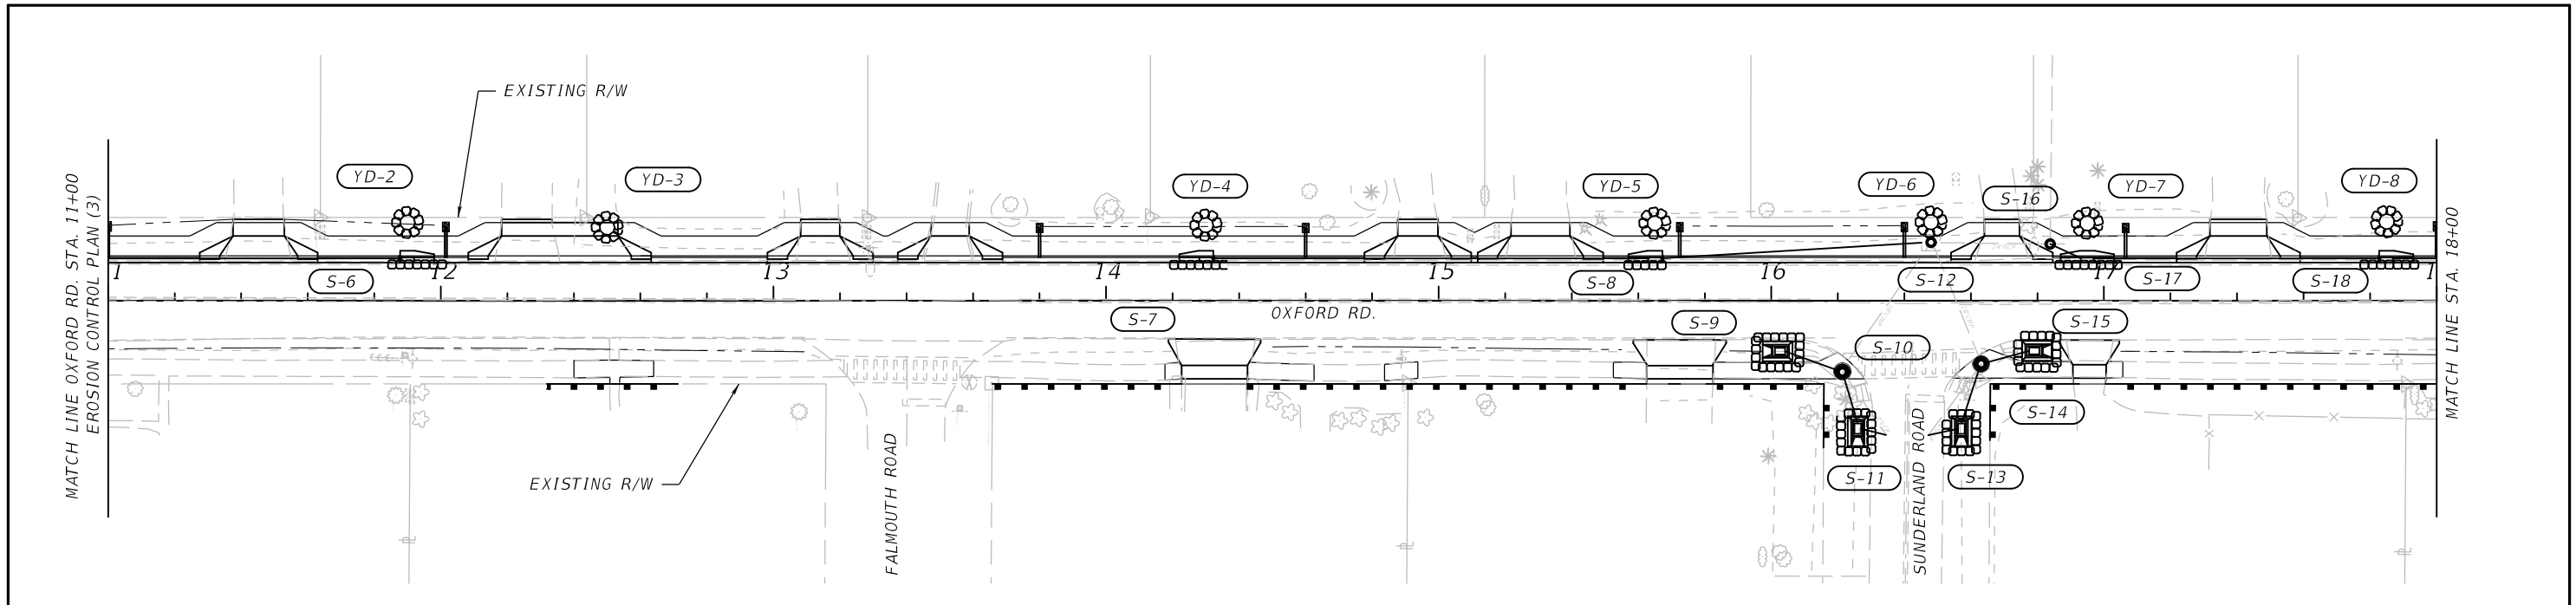 EXISTING R/W
MATCH LINE OXFORD RD. STA. 11+00
EROSION CONTROL PLAN (3)
YD-2
YD-3
YD-4
YD-5
YD-6
S-16
YD-7
YD-8
1
12
13
14
15
16
17
1
S-6
S-8
S-12
S-17
S-18
OXFORD RD.
S-7
S-9
S-10
S-15
S-14
S-11
S-13
EXISTING R/W
FALMOUTH ROAD
SUNDERLAND ROAD
MATCH LINE STA. 18+00